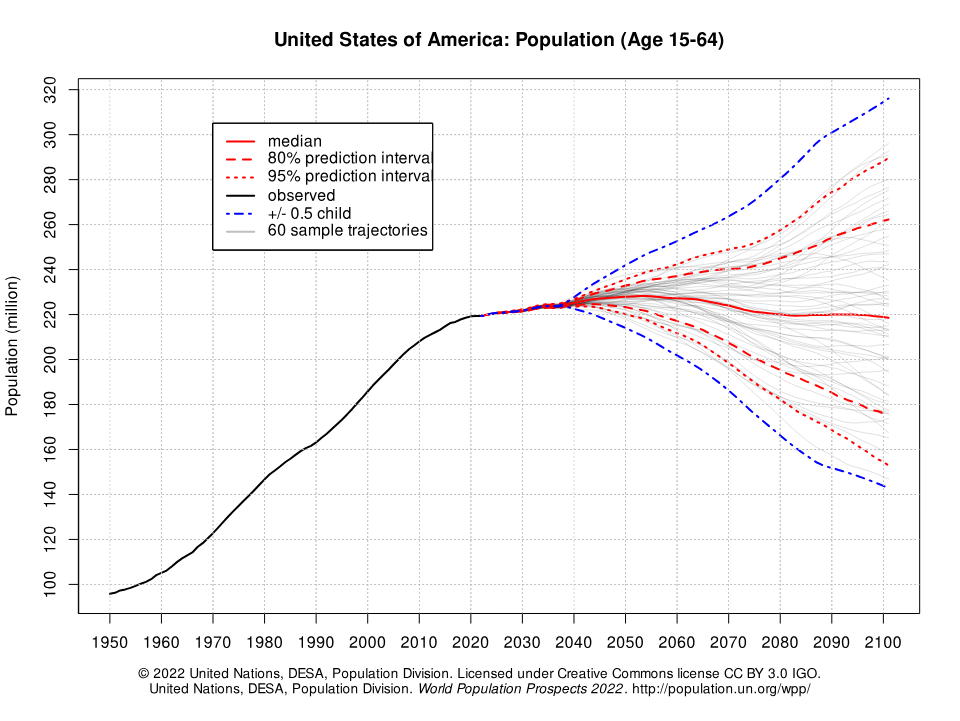 United States of America: Population (Age 15-64)
Population (million)
320
300
280
260
240
220
200
180
160
140
120
100
median
80% prediction interval
95% prediction interval
observed
+/- 0.5 child
60 sample trajectories
1950 1960 1970 1980 1990 2000 2010 2020 2030 2040 2050 2060 2070 2080 2090 2100
© 2022 United Nations, DESA, Population Division. Licensed under Creative Commons license CC BY 3.0 IGO.
United Nations, DESA, Population Division. World Population Prospects 2022. http://population.un.org/wpp/